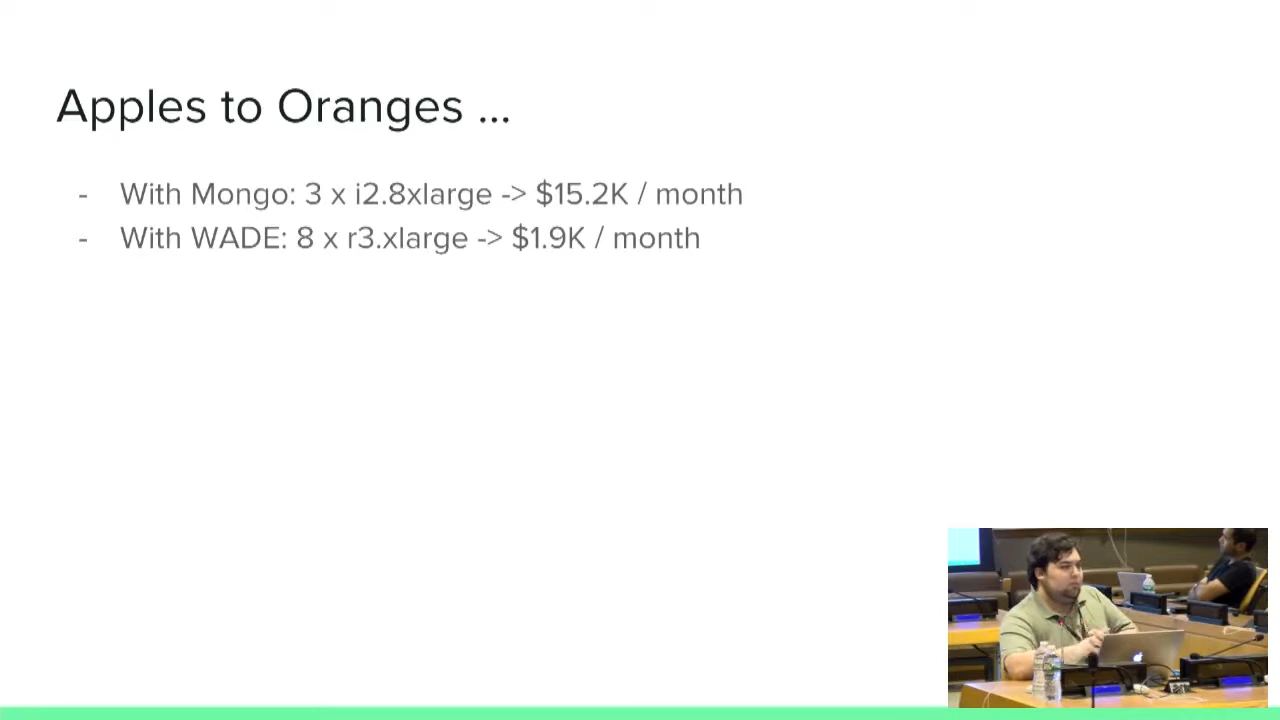 Apples to Oranges ...
- With Mongo: 3 x i2.8xlarge -> $15.2K / month
- With WADE: 8 x r3.xlarge -> $1.9K / month